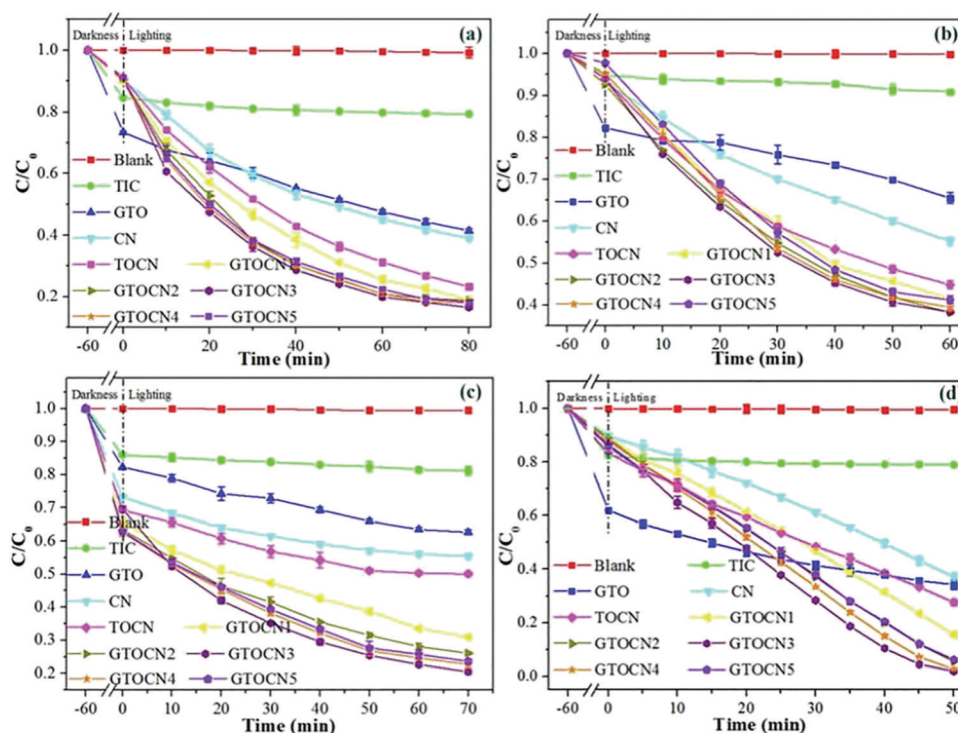 Darkness Lighting (a)
C/C0
1.0
0.8
0.6
0.4
0.2
Blank
TIC
GTO
CN
TOCN GTOCN
GTOCN2 GTOCN3
GTOCN4 GTOCN5
-60 0 20 40 60 80
Time (min)
Darkness Lighting (b)
C/C0
1.0
0.9
0.8
0.7
0.6
0.5
0.4
Blank
TIC
GTO
CN
TOCN GTOCN1
GTOCN2 GTOCN3
GTOCN4 GTOCN5
-60 0 10 20 30 40 50 60
Time (min)
Darkness Lighting (c)
C/C0
1.0
0.9
0.8
0.7
0.6
0.5
0.4
0.3
0.2
Blank
TIC
GTO
CN
TOCN GTOCN1
GTOCN2 GTOCN3
GTOCN4 GTOCN5
-60 0 10 20 30 40 50 60 70
Time (min)
Darkness Lighting (d)
C/C0
1.0
0.8
0.6
0.4
0.2
0.0
Blank TIC
GTO CN
TOCN GTOCN1
GTOCN2 GTOCN3
GTOCN4 GTOCN5
-60 0 10 20 30 40 50
Time (min)